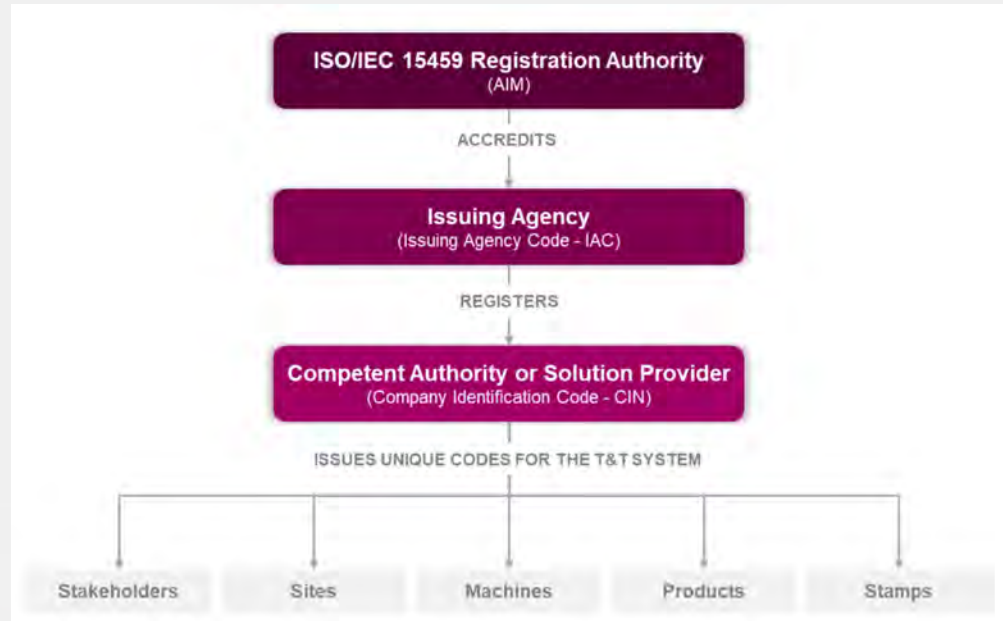 ISO/IEC 15459 Registration Authority
(AIM)
ACCREDITS
Issuing Agency
(Issuing Agency Code - IAC)
REGISTERS
Competent Authority or Solution Provider
(Company Identification Code - CIN)
ISSUES UNIQUE CODES FOR THE T&T SYSTEM
Stakeholders Sites Machines Products Stamps